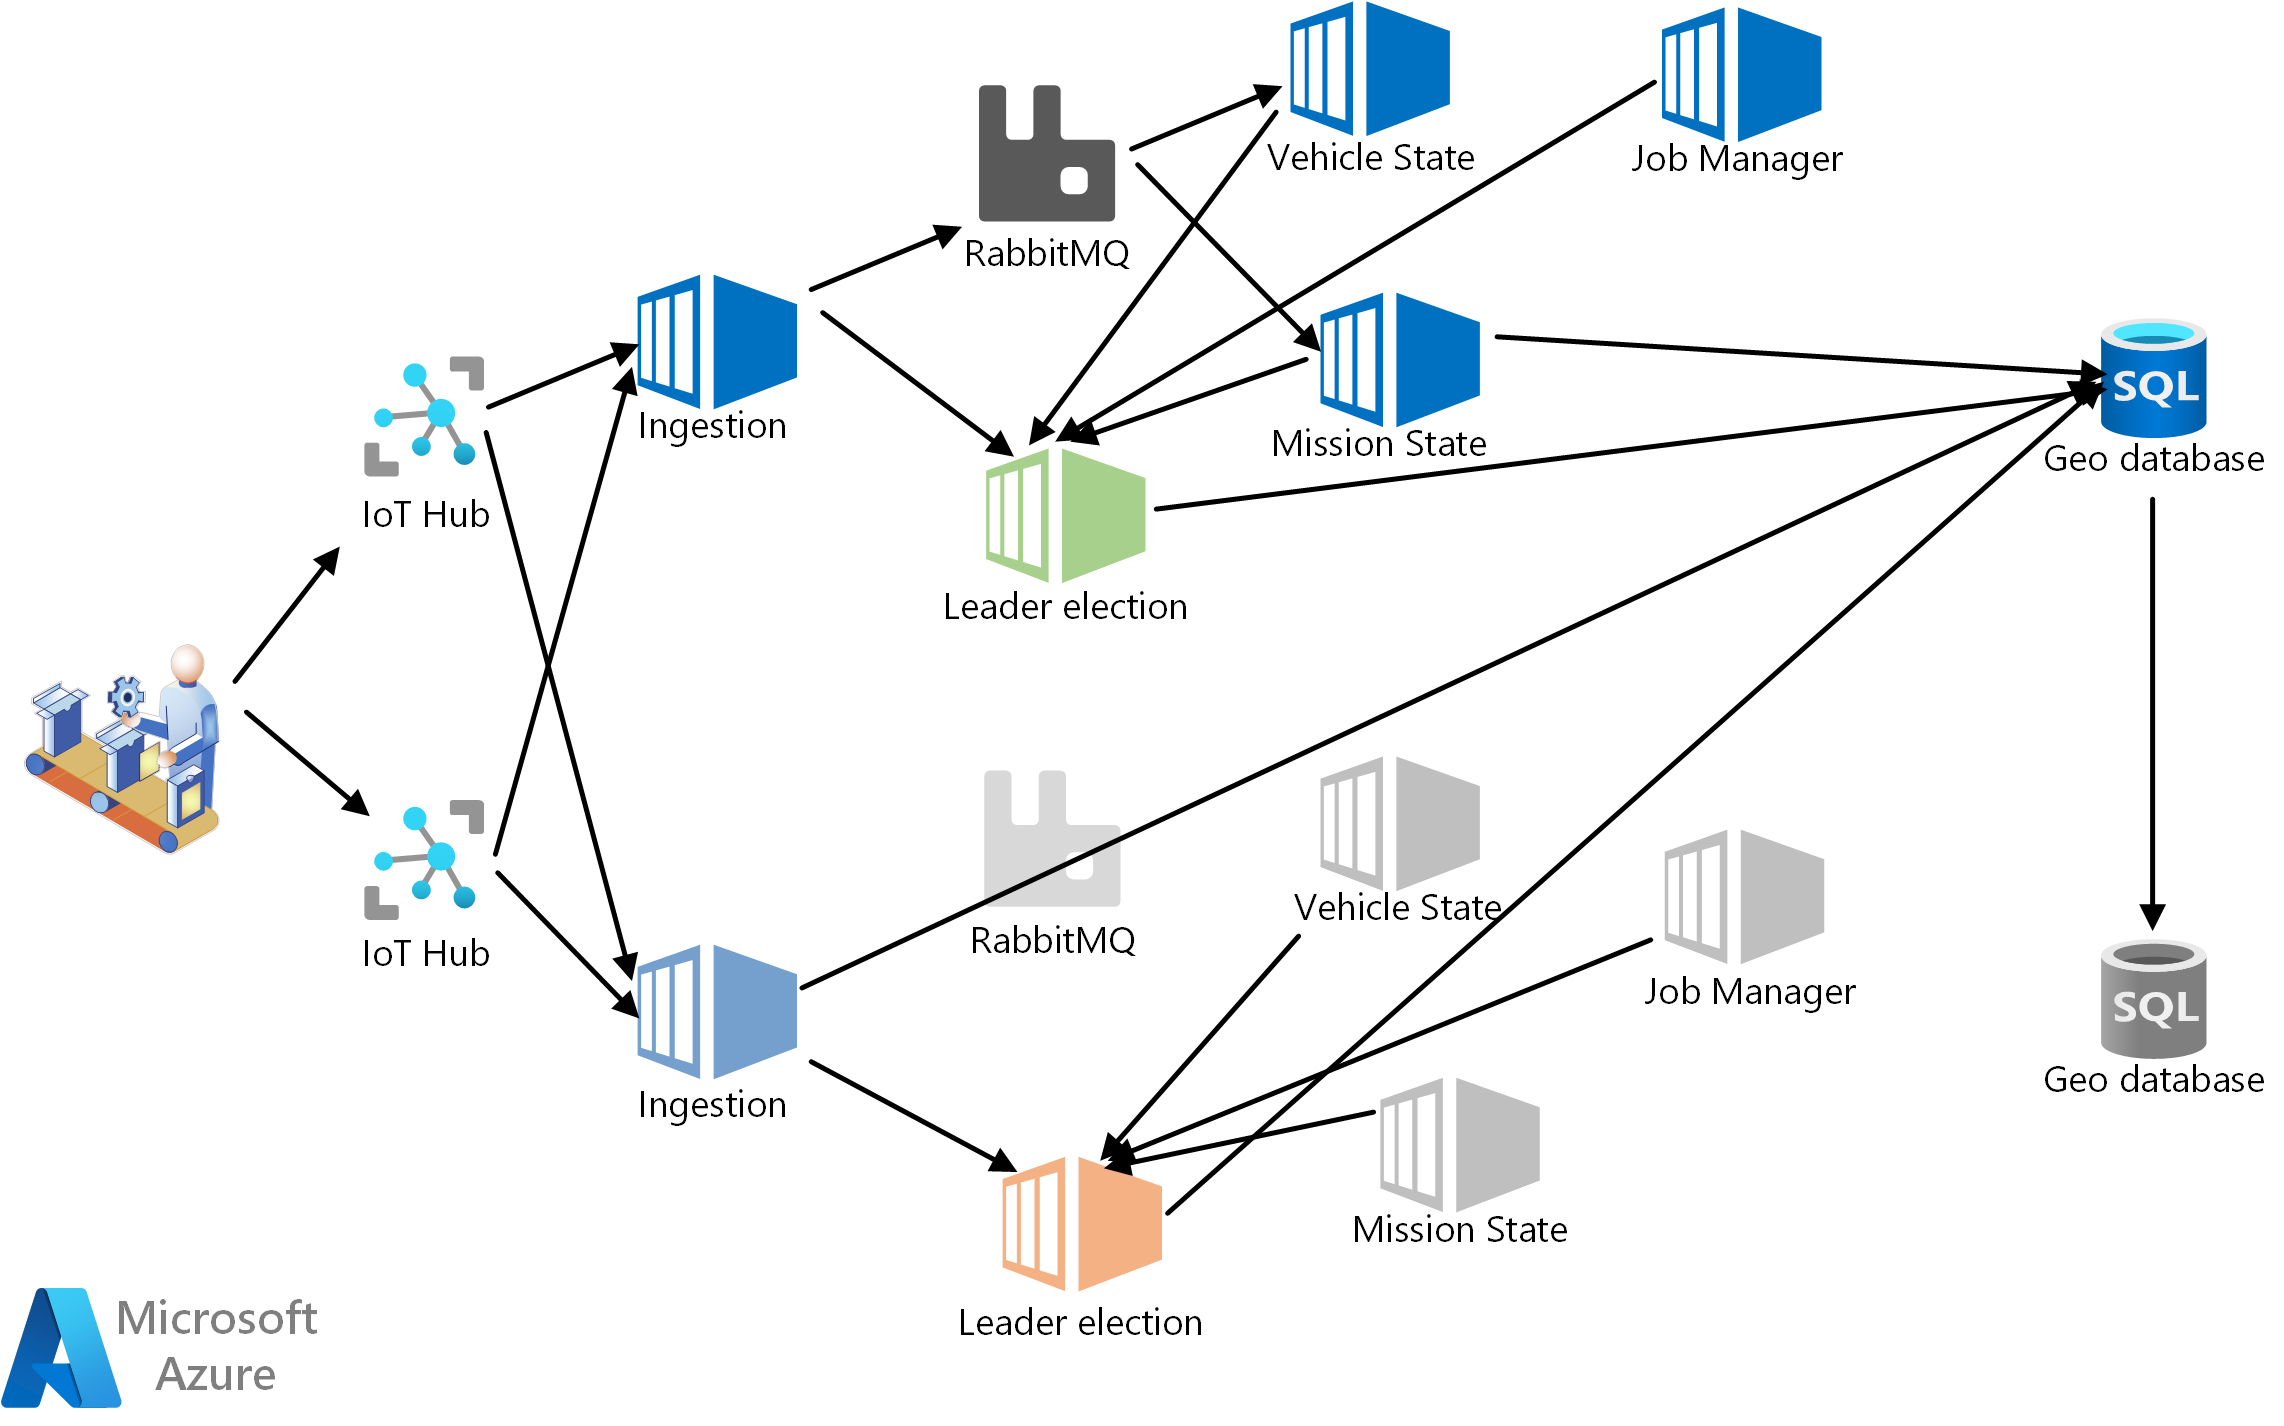 Vehicle State
Job Manager
RabbitMQ
Ingestion
Mission State
SQL
Geo database
IoT Hub
Leader election
RabbitMQ
Vehicle State
Job Manager
IoT Hub
SQL
Geo database
Ingestion
Mission State
Leader election
Microsoft
Azure